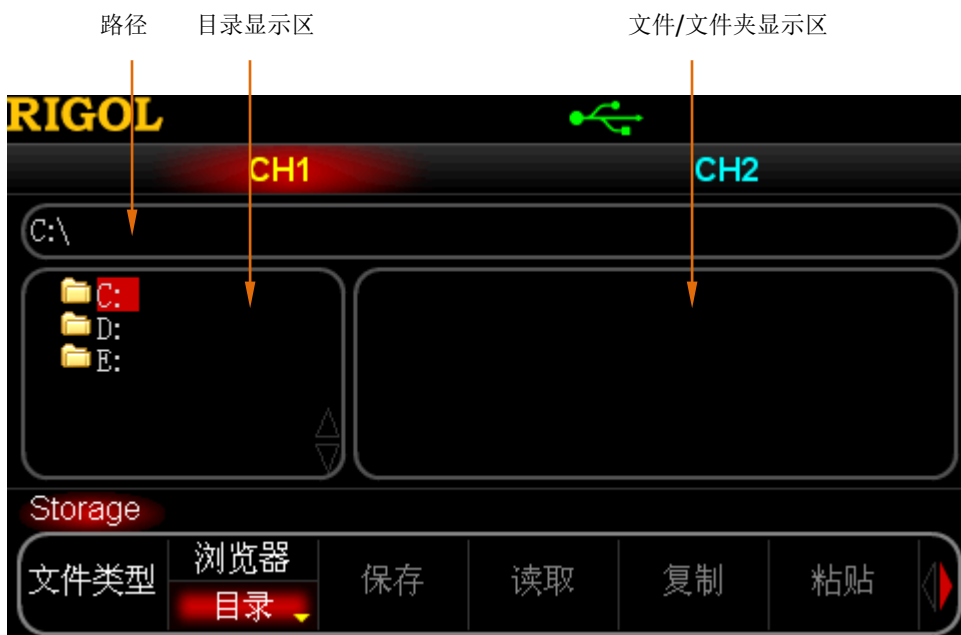 路径 目录显示区 文件/文件夹显示区
RIGOL
CH1 CH2
C:\
C:
D:
E:
Storage
文件类型 浏览器 保存 读取 复制 粘贴
目录